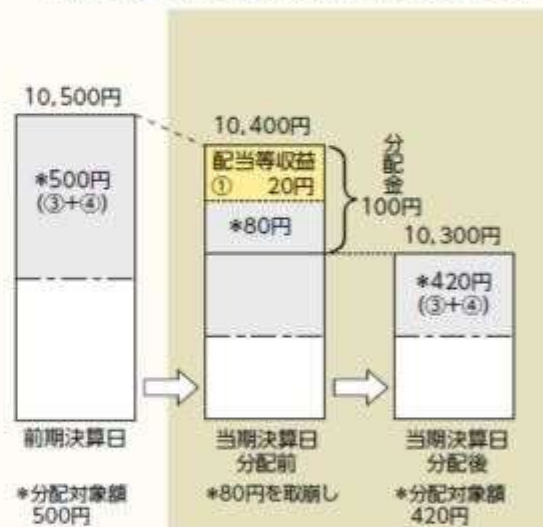 10,500円
*500円
(③+④)
前期決算日
*分配対象額
500円
10,400円
配当等収益
① 20円
*80円
分配金
100円
当期決算日
分配前
*80円を取崩し
10,300円
*420円
(③+④)
当期決算日
分配後
*分配対象額
420円